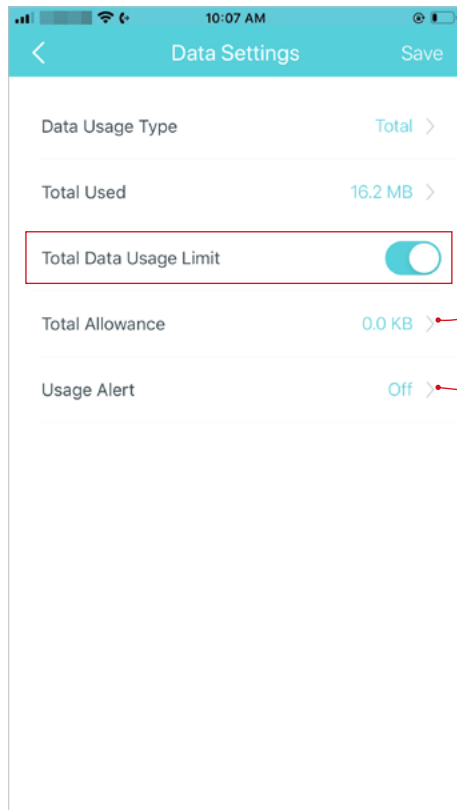 10:07 AM
Data Settings Save
Data Usage Type Total
Total Used 16.2 MB
Total Data Usage Limit
Total Allowance 0.0 KB
Usage Alert Off